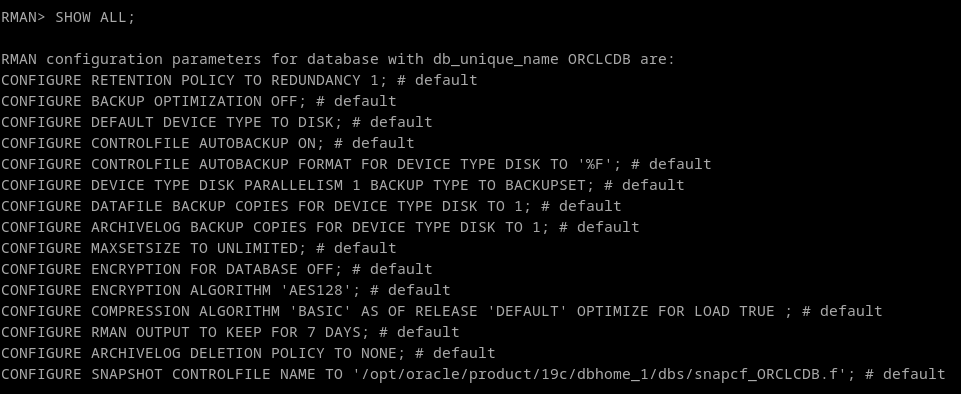 RMAN> SHOW ALL;
RMAN configuration parameters for database with db_unique_name ORCLCDB are:
CONFIGURE RETENTION POLICY TO REDUNDANCY 1; # default
CONFIGURE BACKUP OPTIMIZATION OFF; # default
CONFIGURE DEFAULT DEVICE TYPE TO DISK; # default
CONFIGURE CONTROLFILE AUTOBACKUP ON; # default
CONFIGURE CONTROLFILE AUTOBACKUP FORMAT FOR DEVICE TYPE DISK TO '%F'; # default
CONFIGURE DEVICE TYPE DISK PARALLELISM 1 BACKUP TYPE TO BACKUPSET; # default
CONFIGURE DATAFILE BACKUP COPIES FOR DEVICE TYPE DISK TO 1; # default
CONFIGURE ARCHIVELOG BACKUP COPIES FOR DEVICE TYPE DISK TO 1; # default
CONFIGURE MAXSETSIZE TO UNLIMITED; # default
CONFIGURE ENCRYPTION FOR DATABASE OFF; # default
CONFIGURE ENCRYPTION ALGORITHM 'AES128'; # default
CONFIGURE COMPRESSION ALGORITHM 'BASIC' AS OF RELEASE 'DEFAULT' OPTIMIZE FOR LOAD TRUE ; # default
CONFIGURE RMAN OUTPUT TO KEEP FOR 7 DAYS; # default
CONFIGURE ARCHIVELOG DELETION POLICY TO NONE; # default
CONFIGURE SNAPSHOT CONTROLFILE NAME TO '/opt/oracle/product/19c/dbhome_1/dbs/snapcf_ORCLCDB.f'; # default